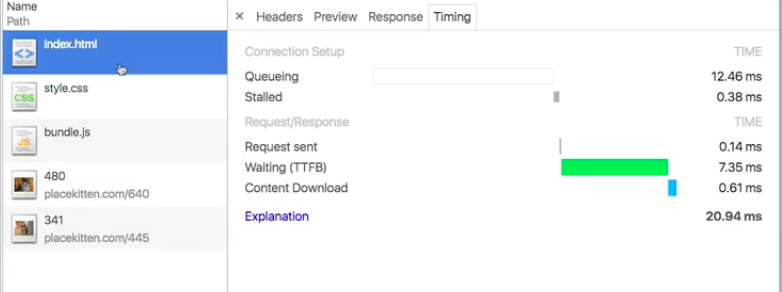 Name
Path
index.html
style.css
CSS
bundle.js
JS
480
placekitten.com/640
341
placekitten.com/445
× Headers Preview Response Timing
Connection Setup TIME
Queueing 12.46 ms
Stalled 0.38 ms
Request/Response TIME
Request sent 0.14 ms
Waiting (TTFB) 7.35 ms
Content Download 0.61 ms
Explanation 20.94 ms